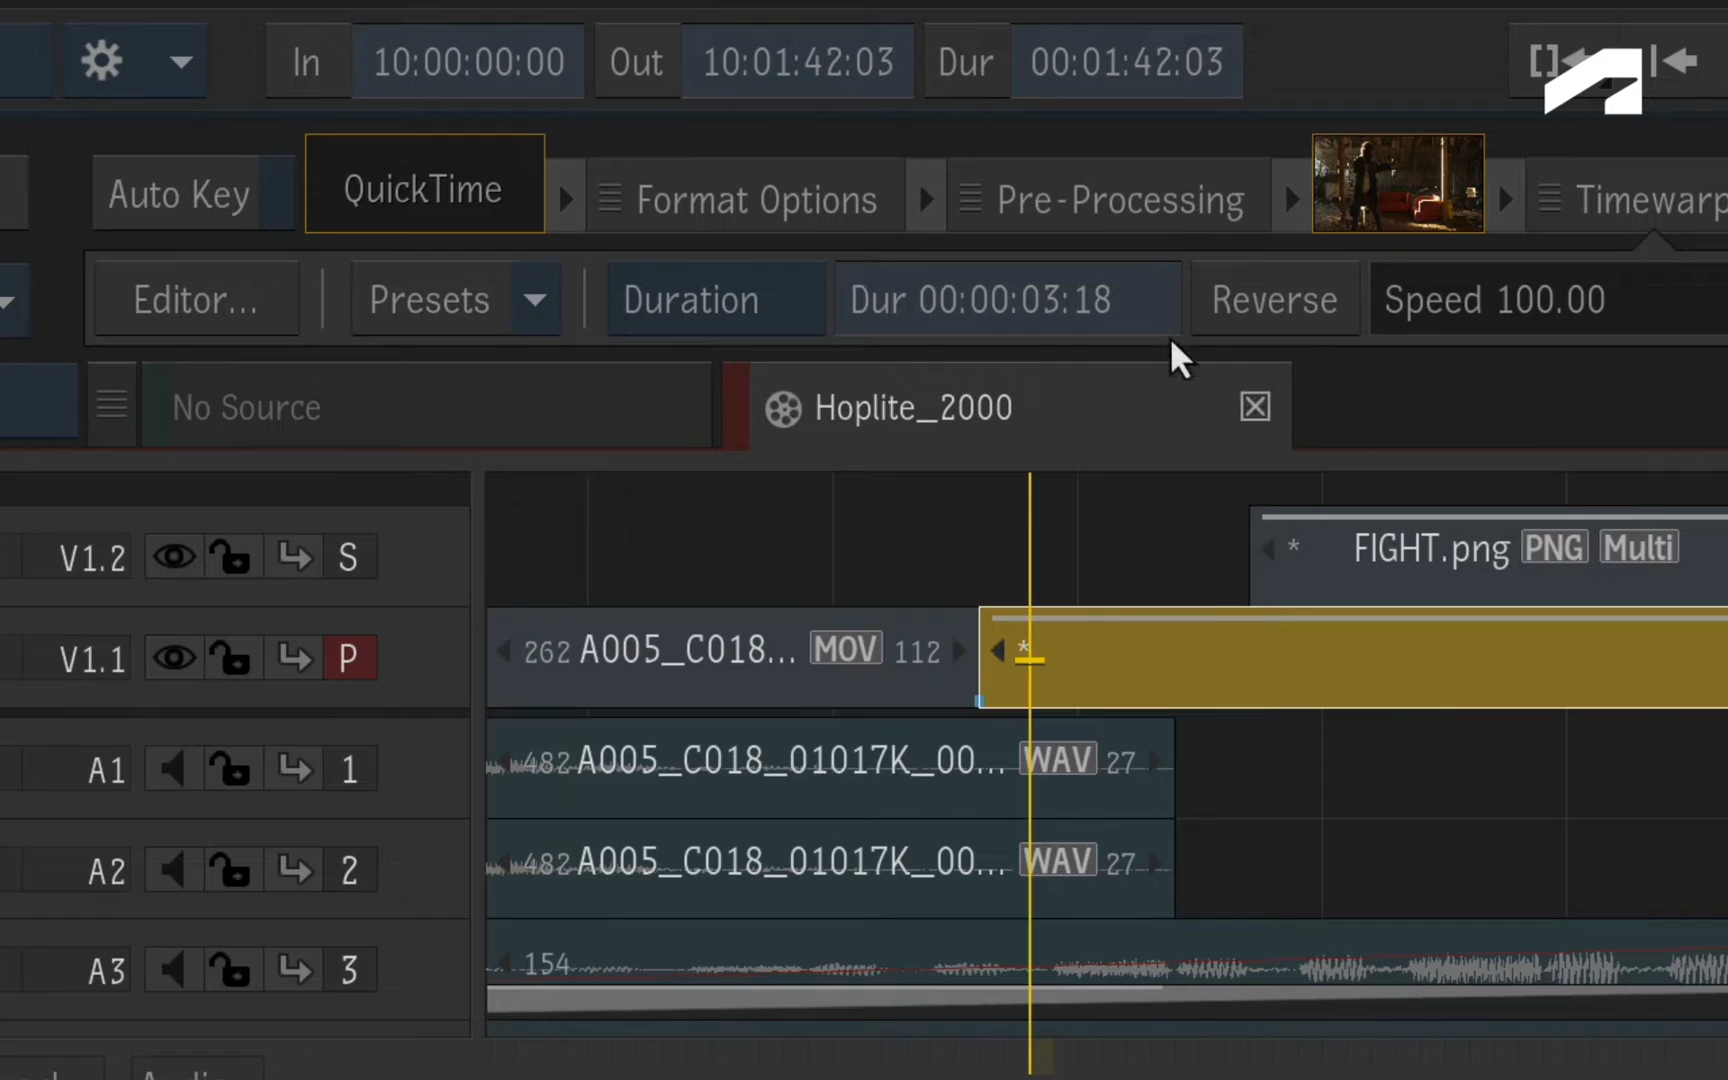 In 10:00:00:00 Out 10:01:42:03 Dur 00:01:42:03
Auto Key QuickTime Format Options Pre-Processing Timewarp
Editor... Presets Duration Dur 00:00:03:18 Reverse Speed 100.00
No Source Hoplite_2000
V1.2 S * FIGHT.png PNG Multi
V1.1 P 262 A005_C018... MOV 112 *
A1 1 482 A005_C018_01017K_00... WAV 27
A2 2 482 A005_C018_01017K_00... WAV 27
A3 3 154